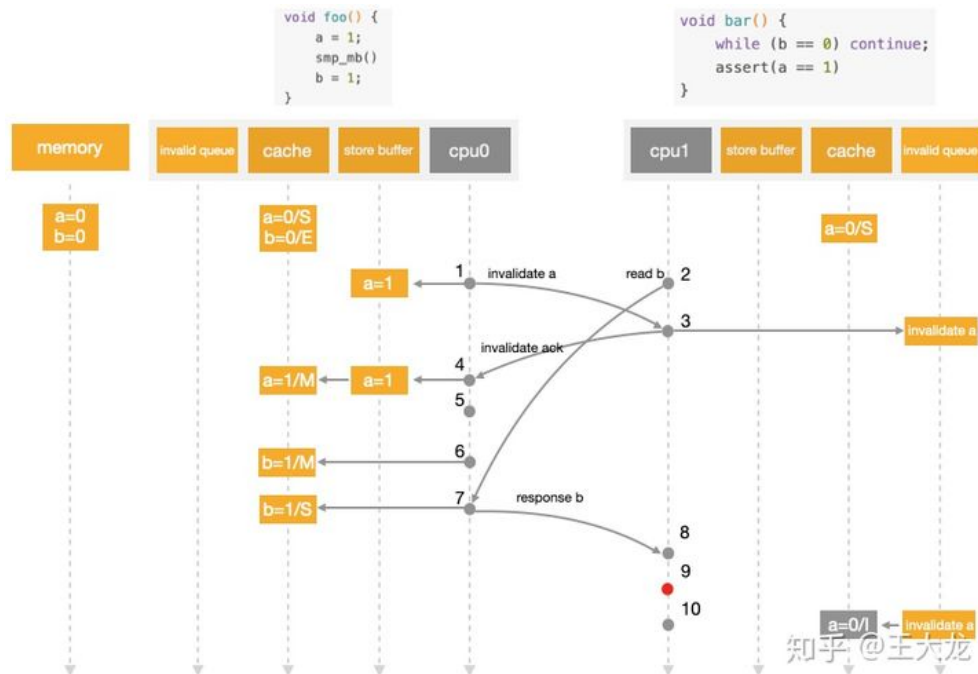 void foo() {
a = 1;
smp_mb()
b = 1;
}
void bar() {
while (b == 0) continue;
assert(a == 1)
}
memory
invalid queue
cache
store buffer
cpu0
cpu1
store buffer
cache
invalid queue
a=0
b=0
a=0/S
b=0/E
a=0/S
1
invalidate a
read b
2
a=1
3
invalidate a
invalidate ack
4
a=1/M
a=1
5
6
b=1/M
7
response b
b=1/S
8
9
10
a=0/I
invalidate a
知乎 @王大龙